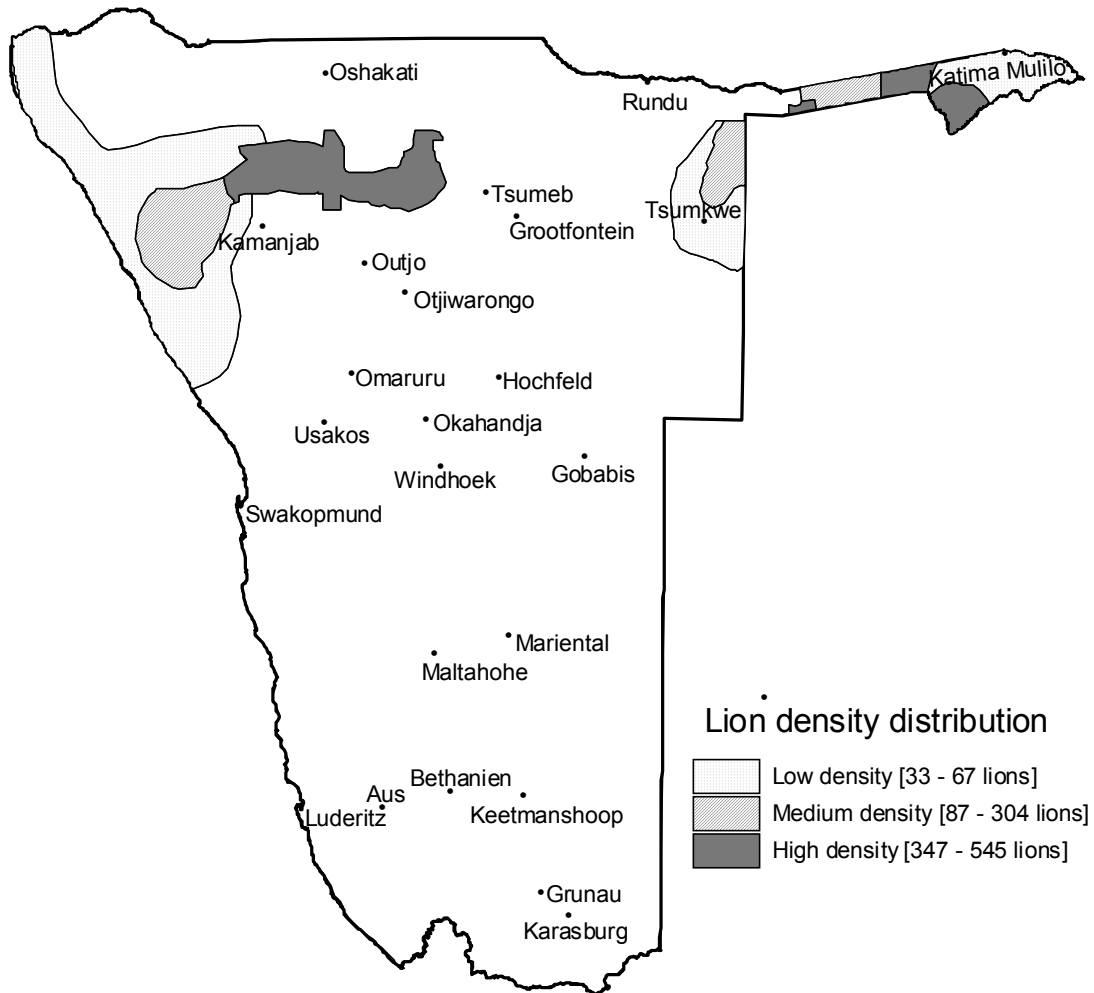 Oshakati
Katima Mulilo
Rundu
Tsumeb
Tsumkwe
Grootfontein
Kamanjab
Outjo
Otjiwarongo
Omaruru
Hochfeld
Okahandja
Usakos
Gobabis
Windhoek
Swakopmund
Mariental
Maltahohe
Lion density distribution
Low density [33 - 67 lions]
Medium density [87 - 304 lions]
High density [347 - 545 lions]
Bethanien
Aus
Luderitz
Keetmanshoop
Grunau
Karasburg